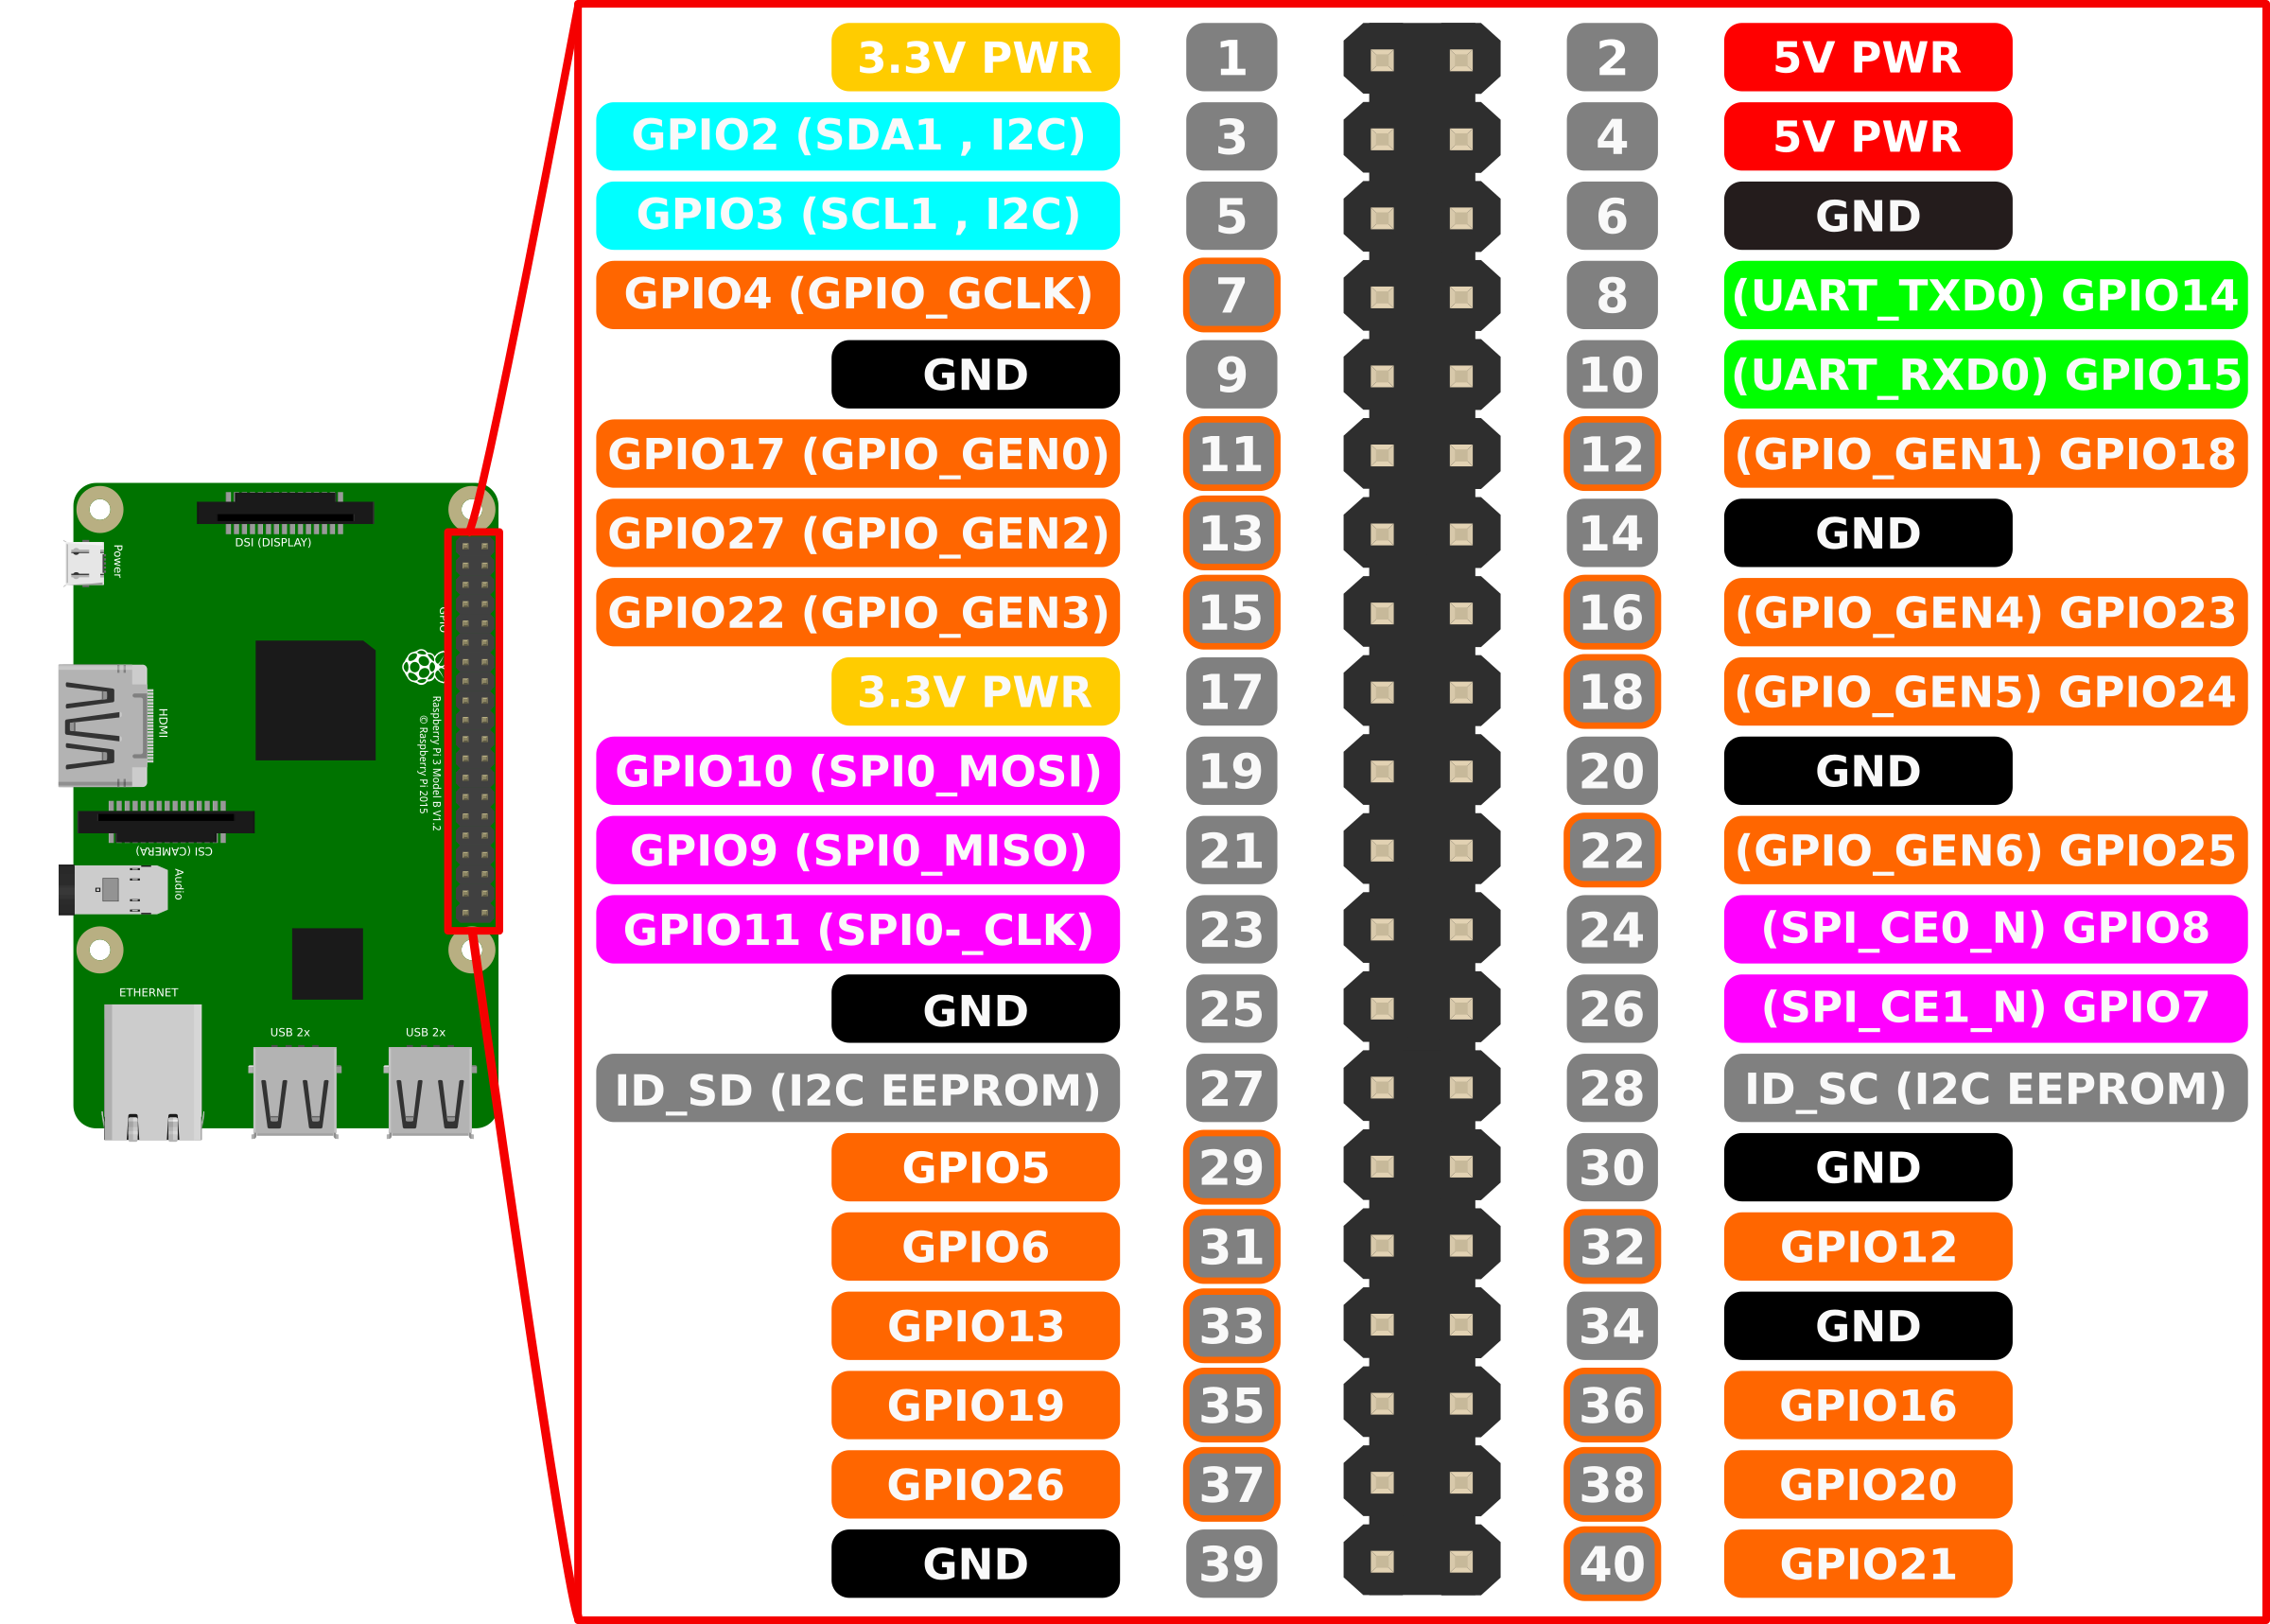 3.3V PWR 1 2 5V PWR
GPIO2 (SDA1 , I2C) 3 4 5V PWR
GPIO3 (SCL1 , I2C) 5 6 GND
GPIO4 (GPIO_GCLK) 7 8 (UART_TXD0) GPIO14
GND 9 10 (UART_RXD0) GPIO15
GPIO17 (GPIO_GEN0) 11 12 (GPIO_GEN1) GPIO18
GPIO27 (GPIO_GEN2) 13 14 GND
GPIO22 (GPIO_GEN3) 15 16 (GPIO_GEN4) GPIO23
3.3V PWR 17 18 (GPIO_GEN5) GPIO24
GPIO10 (SPI0_MOSI) 19 20 GND
GPIO9 (SPI0_MISO) 21 22 (GPIO_GEN6) GPIO25
GPIO11 (SPI0-_CLK) 23 24 (SPI_CE0_N) GPIO8
GND 25 26 (SPI_CE1_N) GPIO7
ID_SD (I2C EEPROM) 27 28 ID_SC (I2C EEPROM)
GPIO5 29 30 GND
GPIO6 31 32 GPIO12
GPIO13 33 34 GND
GPIO19 35 36 GPIO16
GPIO26 37 38 GPIO20
GND 39 40 GPIO21
DSI (DISPLAY)
Power
GPIO
HDMI
Raspberry Pi 3 Model B V1.2
© Raspberry Pi 2015
CSI (CAMERA)
Audio
ETHERNET
USB 2x
USB 2x